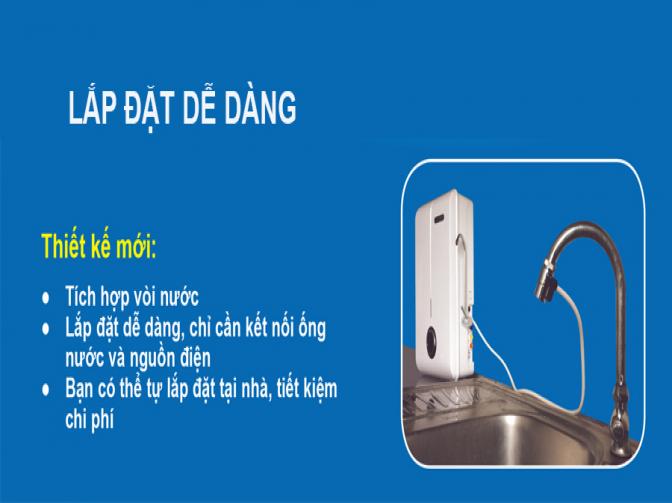 LẮP ĐẶT DỄ DÀNG
Thiết kế mới:
• Tích hợp vòi nước
• Lắp đặt dễ dàng, chỉ cần kết nối ống
nước và nguồn điện
• Bạn có thể tự lắp đặt tại nhà, tiết kiệm
chi phí